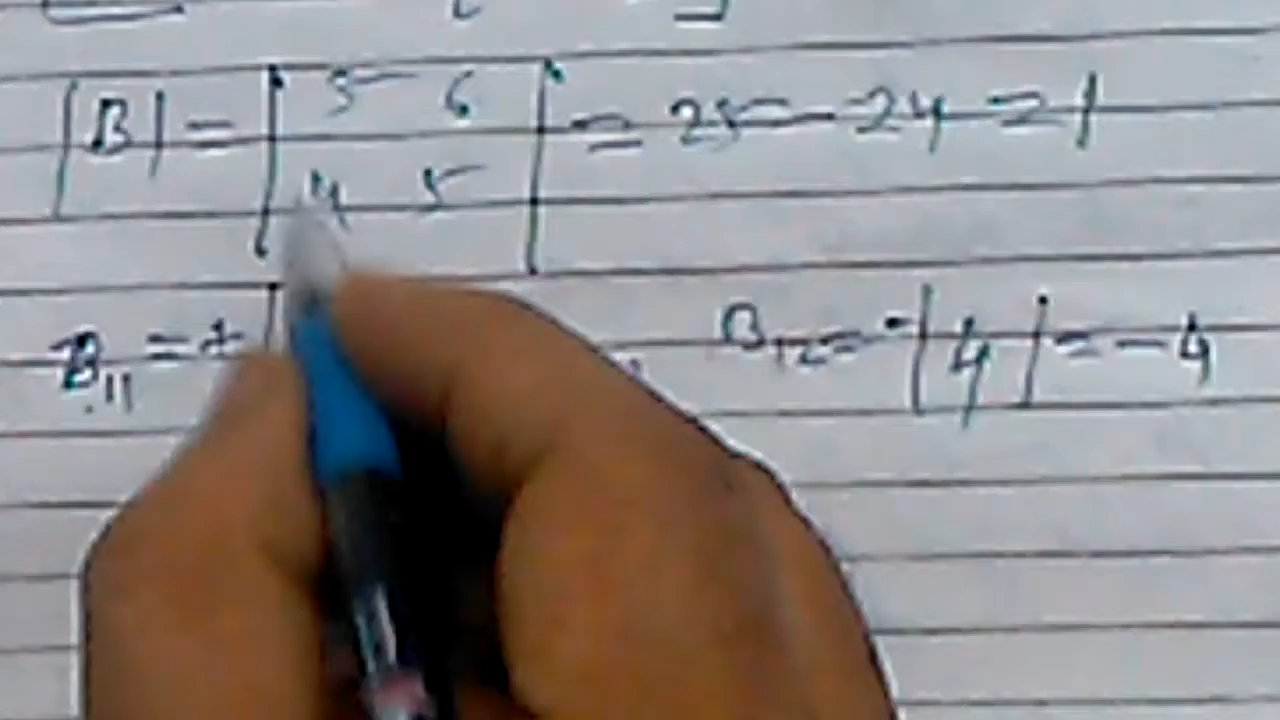 |B| = | 5 6 | = 25 - 24 = 1
| 4 5 |
B₁₁ = + | B₁₂ = - | 4 | = - 4